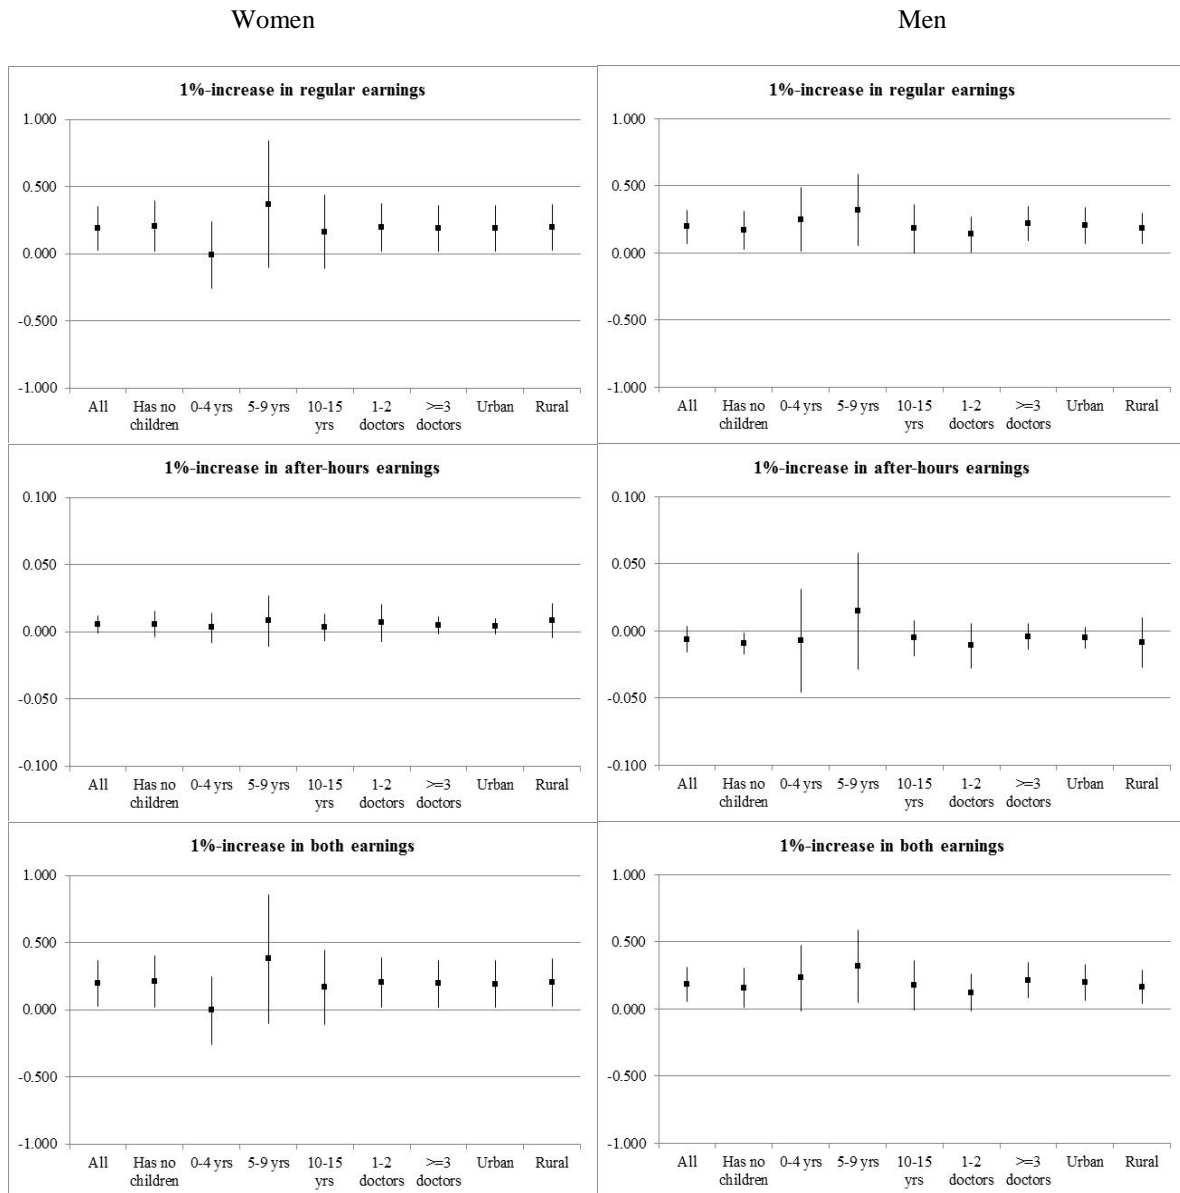 Women
Men
1%-increase in regular earnings
1.000
0.500
0.000
-0.500
-1.000
All Has no 0-4 yrs 5-9 yrs 10-15 1-2 >=3 Urban Rural
children yrs doctors doctors
1%-increase in regular earnings
1.000
0.500
0.000
-0.500
-1.000
All Has no 0-4 yrs 5-9 yrs 10-15 1-2 >=3 Urban Rural
children yrs doctors doctors
1%-increase in after-hours earnings
0.100
0.050
0.000
-0.050
-0.100
All Has no 0-4 yrs 5-9 yrs 10-15 1-2 >=3 Urban Rural
children yrs doctors doctors
1%-increase in after-hours earnings
0.100
0.050
0.000
-0.050
-0.100
All Has no 0-4 yrs 5-9 yrs 10-15 1-2 >=3 Urban Rural
children yrs doctors doctors
1%-increase in both earnings
1.000
0.500
0.000
-0.500
-1.000
All Has no 0-4 yrs 5-9 yrs 10-15 1-2 >=3 Urban Rural
children yrs doctors doctors
1%-increase in both earnings
1.000
0.500
0.000
-0.500
-1.000
All Has no 0-4 yrs 5-9 yrs 10-15 1-2 >=3 Urban Rural
children yrs doctors doctors